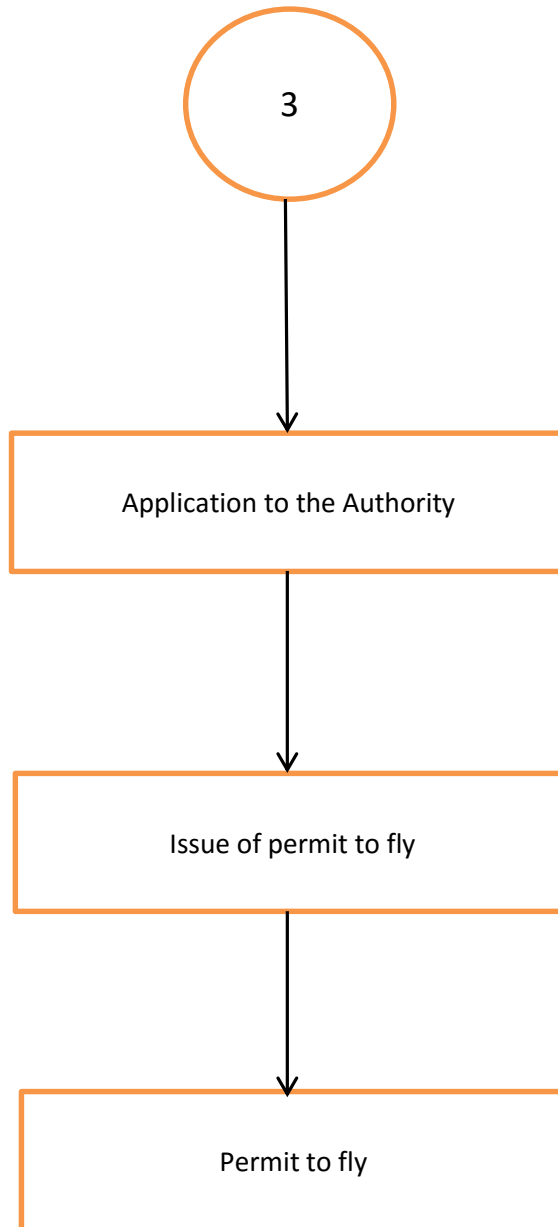 3
Application to the Authority
Issue of permit to fly
Permit to fly